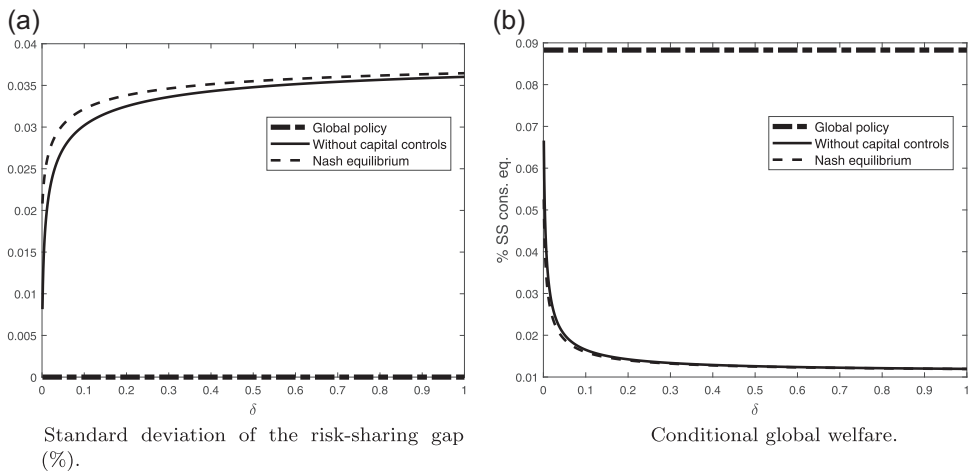 (a)
0.04
0.035
0.03
0.025
0.02
0.015
0.01
0.005
0
Global policy
Without capital controls
Nash equilibrium
0 0.1 0.2 0.3 0.4 0.5 0.6 0.7 0.8 0.9 1
δ
Standard deviation of the risk-sharing gap
(%).
(b)
0.09
0.08
0.07
0.06
0.05
0.04
0.03
0.02
0.01
% SS cons. eq.
Global policy
Without capital controls
Nash equilibrium
0 0.1 0.2 0.3 0.4 0.5 0.6 0.7 0.8 0.9 1
δ
Conditional global welfare.